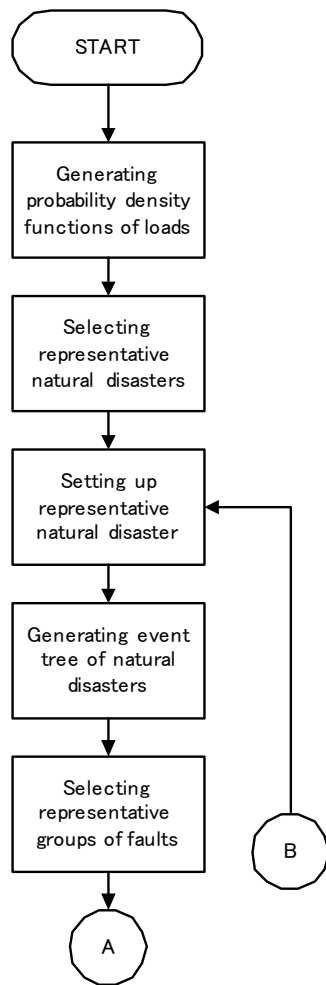 START
Generating
probability density
functions of loads
Selecting
representative
natural disasters
Setting up
representative
natural disaster
Generating event
tree of natural
disasters
Selecting
representative
groups of faults
B
A